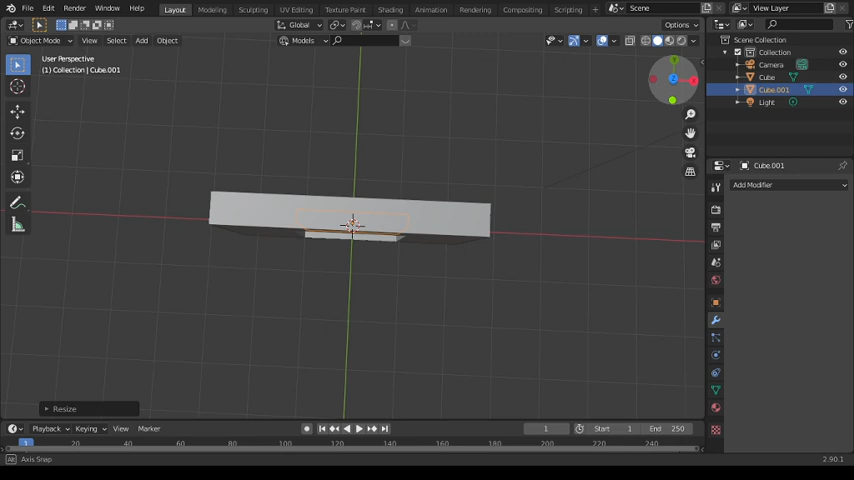 File Edit Render Window Help Layout Modeling Sculpting UV Editing Texture Paint Shading Animation Rendering Compositing Scripting Scene View Layer
Global Options
Object Mode View Select Add Object Models
User Perspective
(1) Collection | Cube.001
Y
X
Z
Resize
Scene Collection
Collection
Camera
Cube
Cube.001
Light
Cube.001
Add Modifier
Playback Keying View Marker 1 Start 1 End 250
1 20 40 60 80 100 120 140 160 180 200 220 240
Axis Snap 2.90.1